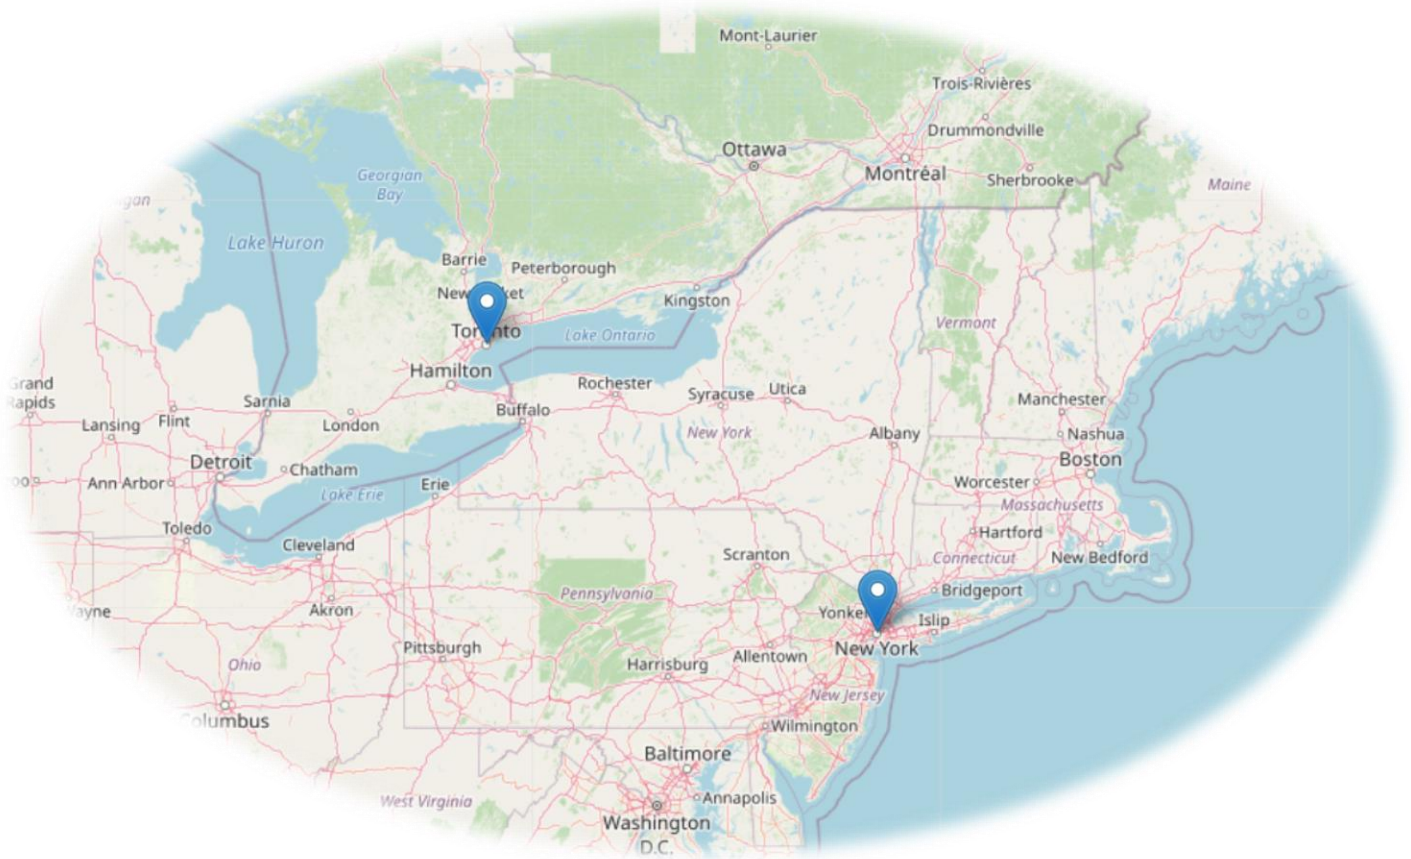 Mont-Laurier
Trois-Rivières
Drummondville
Ottawa
Montréal
Sherbrooke
Maine
Georgian
Bay
Lake Huron
Barrie
Peterborough
Kingston
Lake Ontario
Vermont
Hamilton
Grand
Rapids
Rochester
Syracuse
Utica
Manchester
Sarnia
Buffalo
Flint
Lansing
London
New York
Albany
Nashua
Detroit
Chatham
Boston
Ann Arbor
Erie
Worcester
Lake Erie
Massachusetts
Toledo
Hartford
Cleveland
Scranton
Connecticut
New Bedford
Pennsylvania
Bridgeport
Akron
Islip
Pittsburgh
New York
Ohio
Harrisburg
Allentown
New Jersey
Columbus
Wilmington
Baltimore
West Virginia
Annapolis
Washington
D.C.